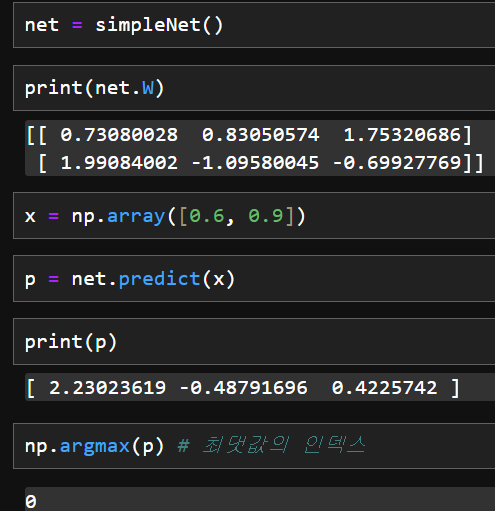 net = simpleNet()
print(net.W)
[[ 0.73080028  0.83050574  1.75320686]
 [ 1.99084002 -1.09580045 -0.69927769]]
x = np.array([0.6, 0.9])
p = net.predict(x)
print(p)
[ 2.23023619 -0.48791696  0.4225742 ]
np.argmax(p) # 최댓값의 인덱스
0